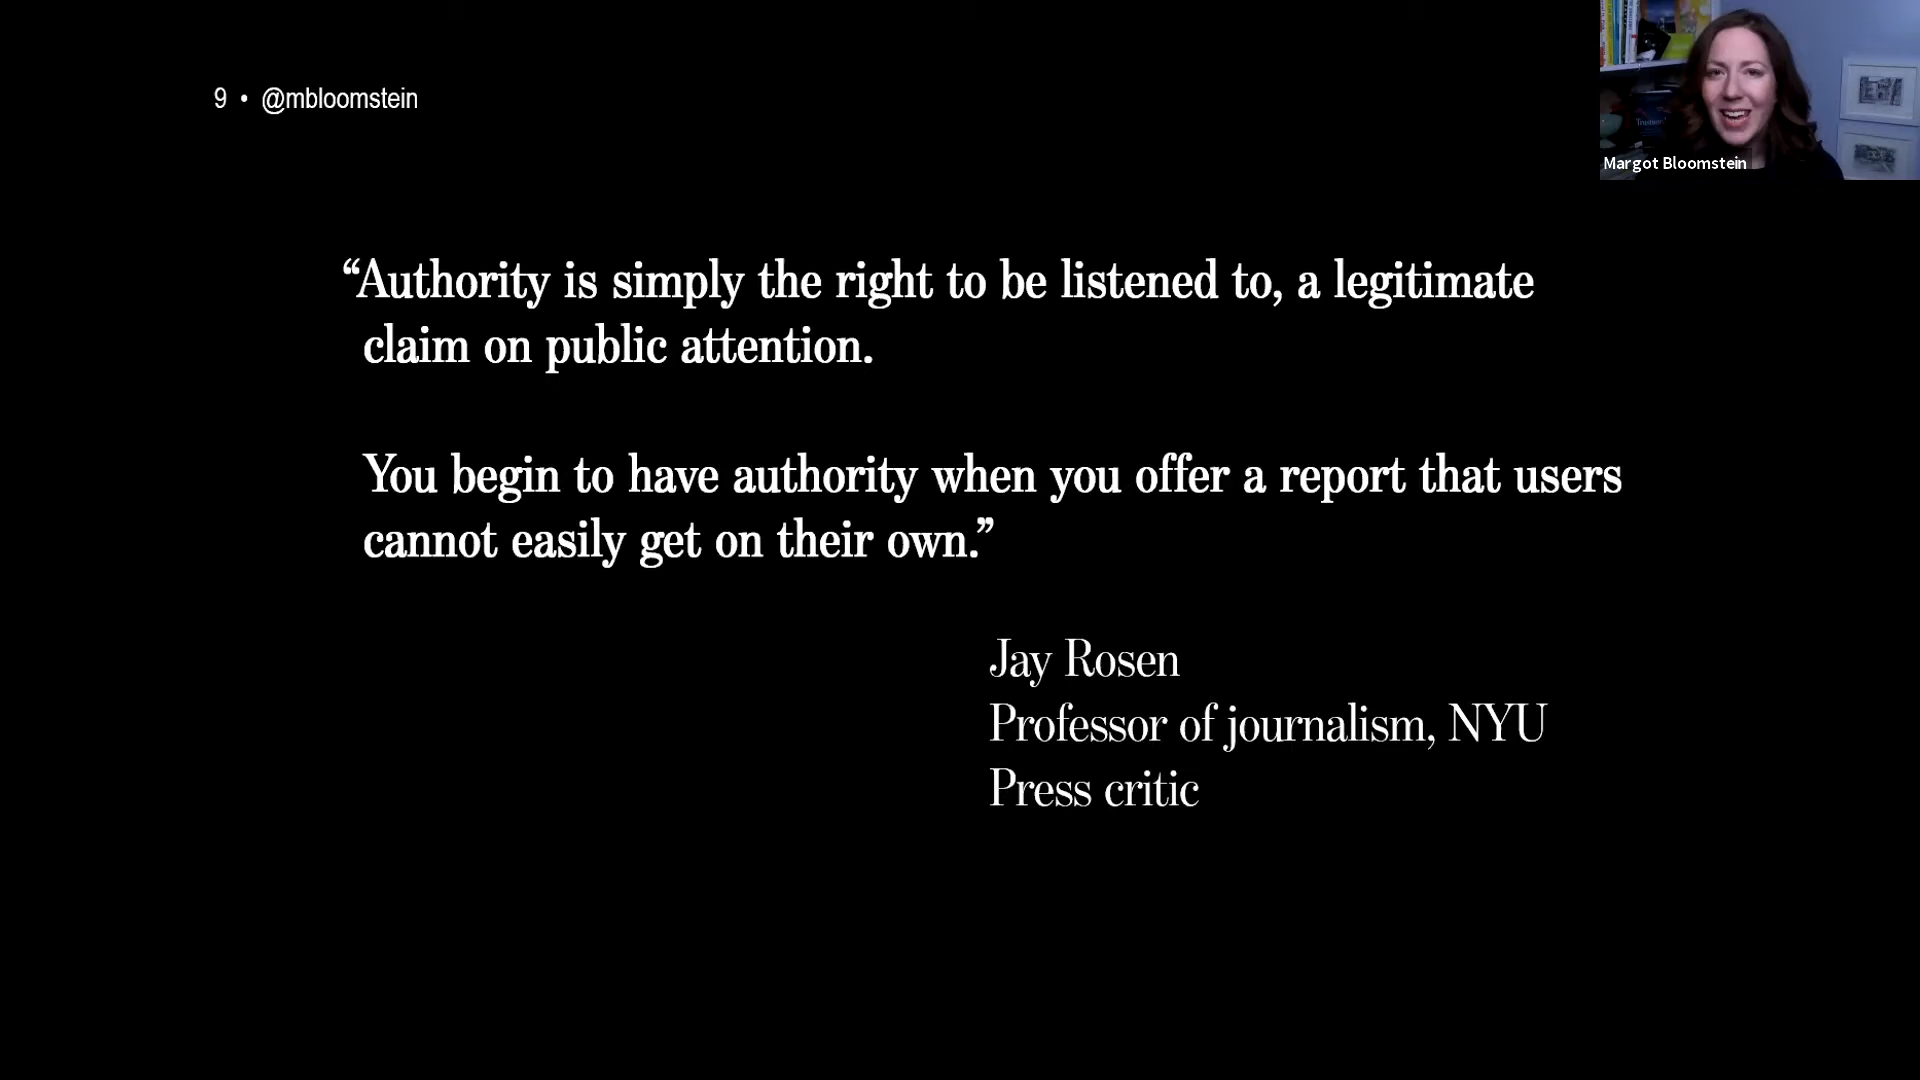 9 • @mbloomstein
Margot Bloomstein
“Authority is simply the right to be listened to, a legitimate
claim on public attention.
You begin to have authority when you offer a report that users
cannot easily get on their own.”
Jay Rosen
Professor of journalism, NYU
Press critic